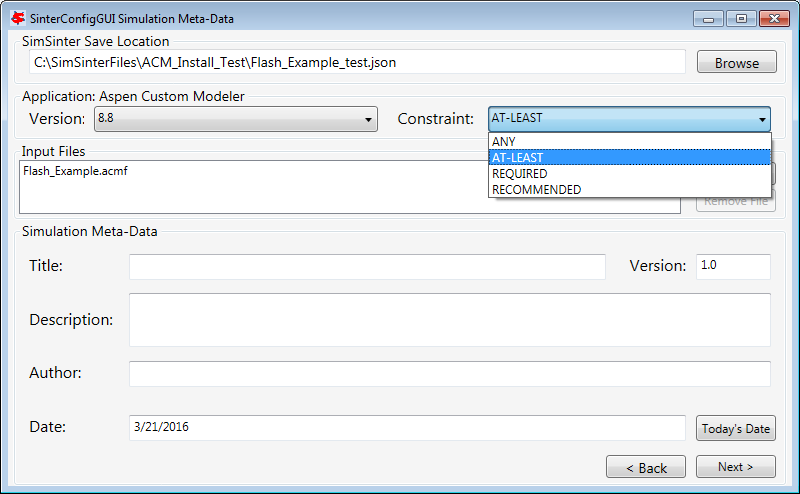 SinterConfigGUI Simulation Meta-Data
SimSinter Save Location
C:\SimSinterFiles\ACM_Install_Test\Flash_Example_test.json
Browse
Application: Aspen Custom Modeler
Version: 8.8 Constraint: AT-LEAST
ANY
AT-LEAST
REQUIRED
RECOMMENDED
Input Files
Flash_Example.acmf
Remove File
Simulation Meta-Data
Title: Version: 1.0
Description:
Author:
Date: 3/21/2016 Today's Date
< Back Next >